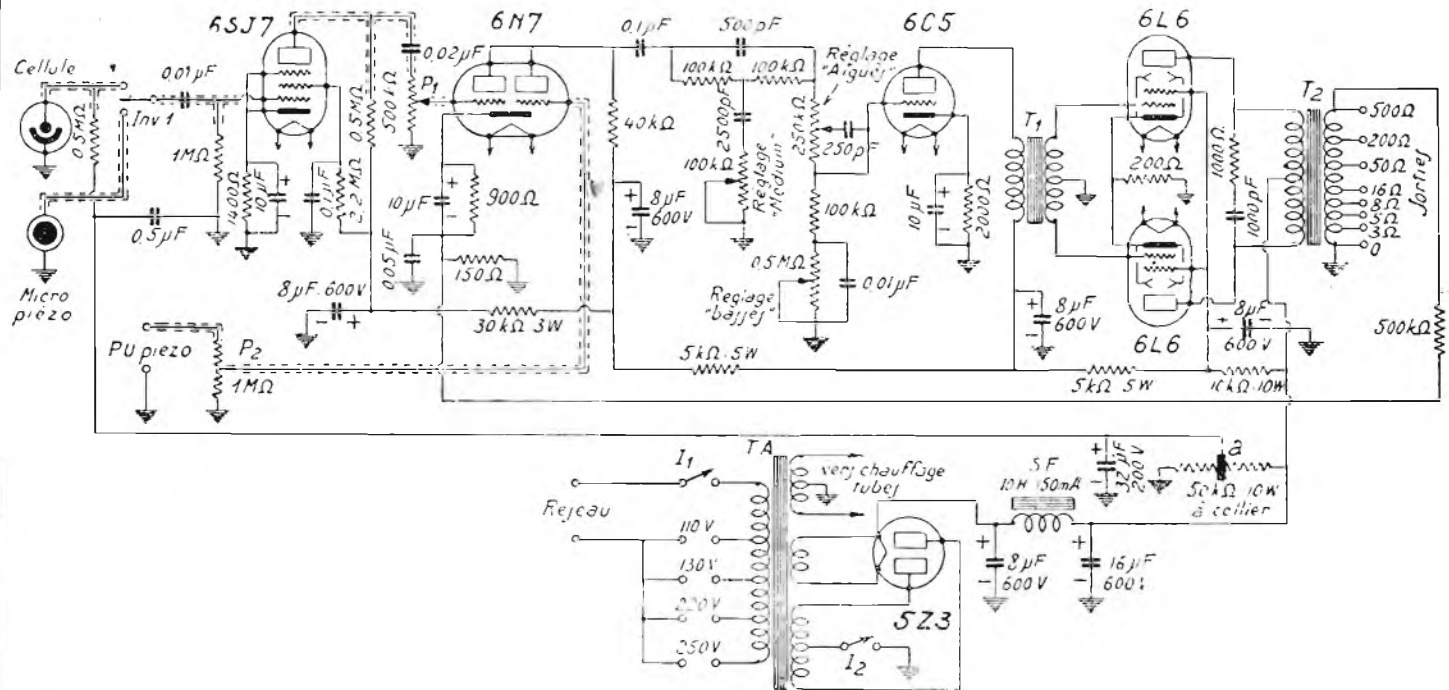 6SJ7
6N7
6C5
6L6
Cellule
0,01µF
Inv 1
0.5MΩ
1MΩ
Micro
piézo
0.5µF
1400Ω
10µF
0.1µF
2.2MΩ
0,02µF
0.5MΩ
500kΩ
P1
10µF
900Ω
0.05µF
150Ω
8µF.600V
30kΩ 3W
PU piezo
P2
1MΩ
40kΩ
8µF
600V
0.1µF
500pF
100kΩ
100kΩ
2500pF
100kΩ
Réglage
"Médium"
Réglage
"Aigues"
250kΩ
250pF
100kΩ
0.5MΩ
Réglage
"basses"
0,01µF
10µF
2000Ω
T1
8µF
600V
5kΩ.5W
5kΩ 5W
200Ω
6L6
1000Ω
1000pF
8µF
600V
10kΩ.10W
T2
500Ω
200Ω
50Ω
16Ω
8Ω
5Ω
3Ω
0
Sorties
500kΩ
Réseau
I1
110V
130V
220V
250V
TA
vers chauffage
tubes
5Z3
I2
SF
10H 150mA
8µF
600V
16µF
600V
32µF
200V
a
50kΩ 10W
à collier